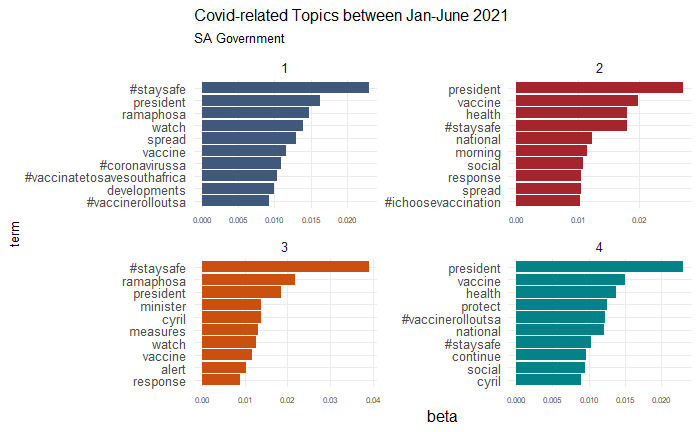 Covid-related Topics between Jan-June 2021
SA Government
1
#staysafe
president
ramaphosa
watch
spread
vaccine
#coronavirussa
#vaccinatetosavesouthafrica
developments
#vaccinerolloutsa
0.000 0.005 0.010 0.015 0.020
2
president
vaccine
health
#staysafe
national
morning
social
response
spread
#ichoosevaccination
0.00 0.01 0.02
term
3
#staysafe
ramaphosa
president
minister
cyril
measures
watch
vaccine
alert
response
0.00 0.01 0.02 0.03 0.04
4
president
vaccine
health
protect
#vaccinerolloutsa
national
#staysafe
continue
social
cyril
0.000 0.005 0.010 0.015 0.020
beta